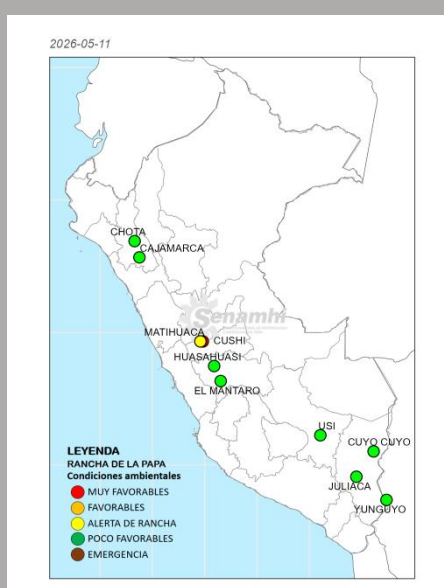 2026-05-11
CHOTA
CAJAMARCA
Senamhi
MATIHUACA
CUSHI
HUASAHUASI
EL MANTARO
USI
CUYO CUYO
JULIACA
YUNGUYO
LEYENDA
RANCHA DE LA PAPA
Condiciones ambientales
MUY FAVORABLES
FAVORABLES
ALERTA DE RANCHA
POCO FAVORABLES
EMERGENCIA